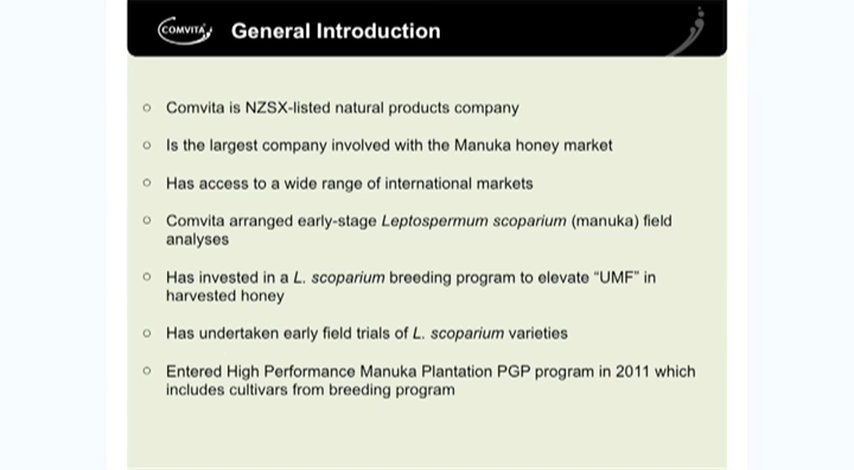 COMVITA
General Introduction
Comvita is NZSX-listed natural products company
Is the largest company involved with the Manuka honey market
Has access to a wide range of international markets
Comvita arranged early-stage Leptospermum scoparium (manuka) field
analyses
Has invested in a L. scoparium breeding program to elevate “UMF” in
harvested honey
Has undertaken early field trials of L. scoparium varieties
Entered High Performance Manuka Plantation PGP program in 2011 which
includes cultivars from breeding program